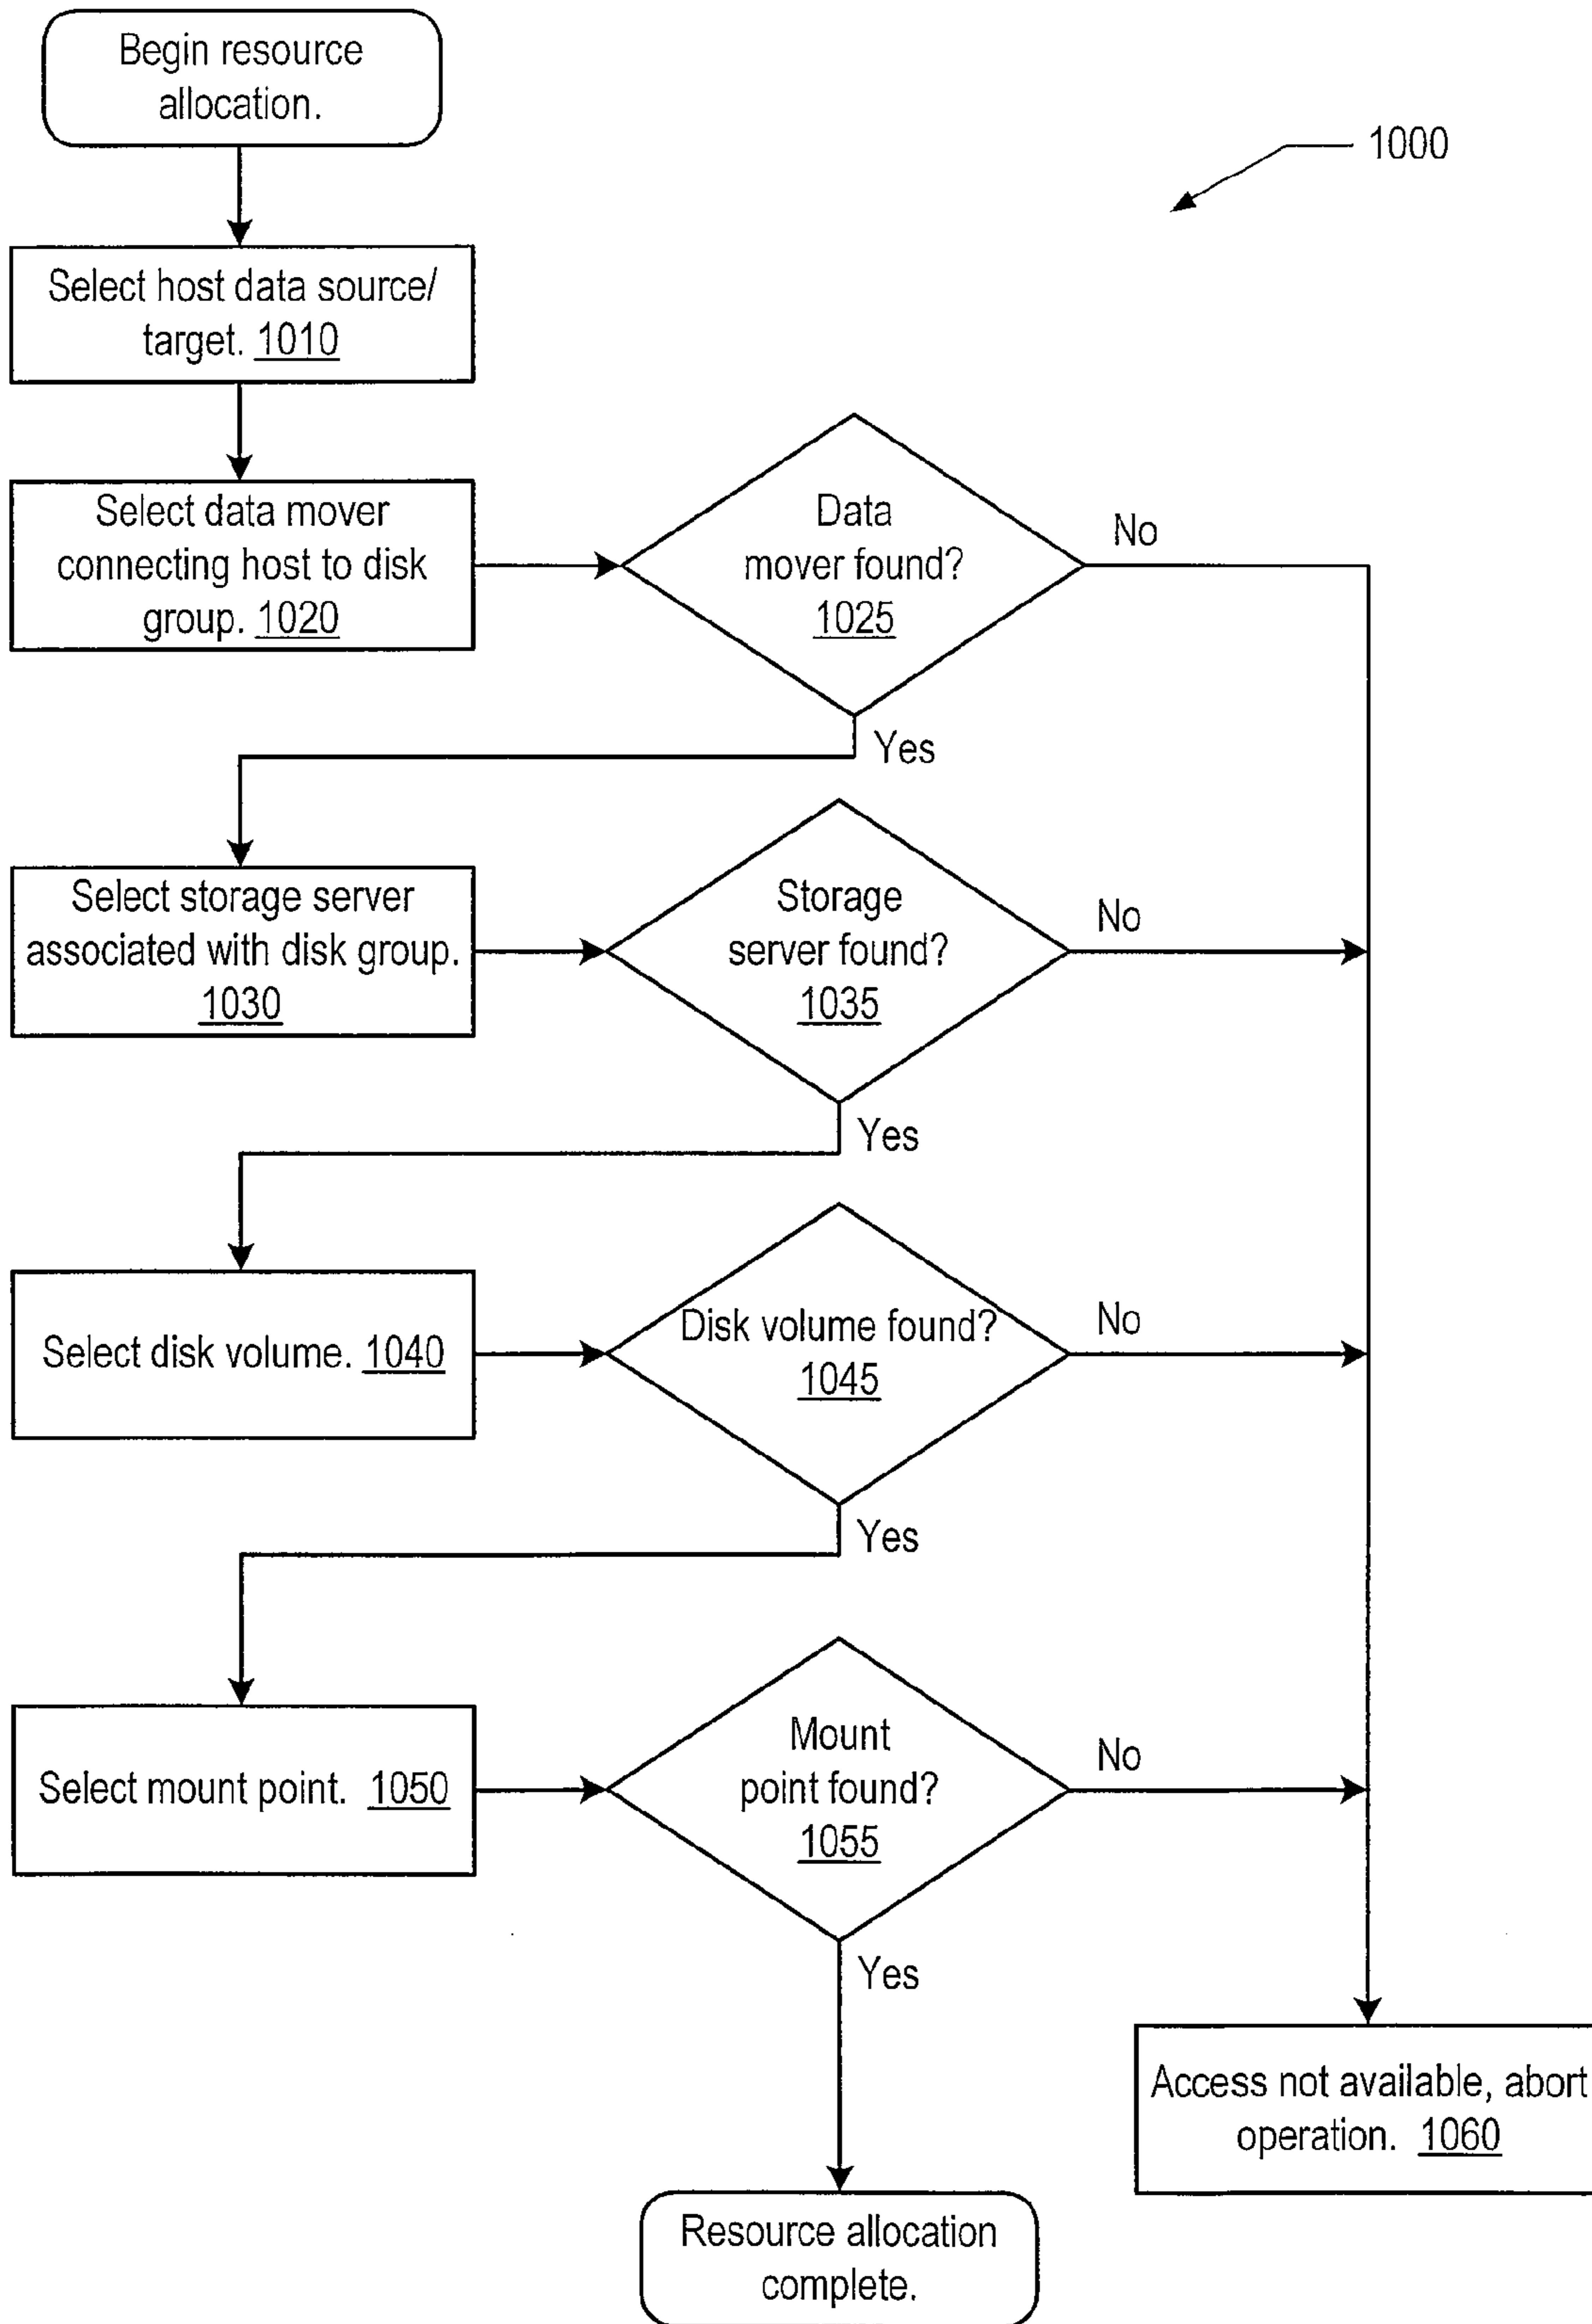 Begin resource
allocation.
1000
Select host data source/
target. 1010
Select data mover
connecting host to disk
group. 1020
Data
mover found?
1025
No
Yes
Select storage server
associated with disk group.
1030
Storage
server found?
1035
No
Yes
Select disk volume. 1040
Disk volume found?
1045
No
Yes
Select mount point. 1050
Mount
point found?
1055
No
Yes
Access not available, abort
operation. 1060
Resource allocation
complete.